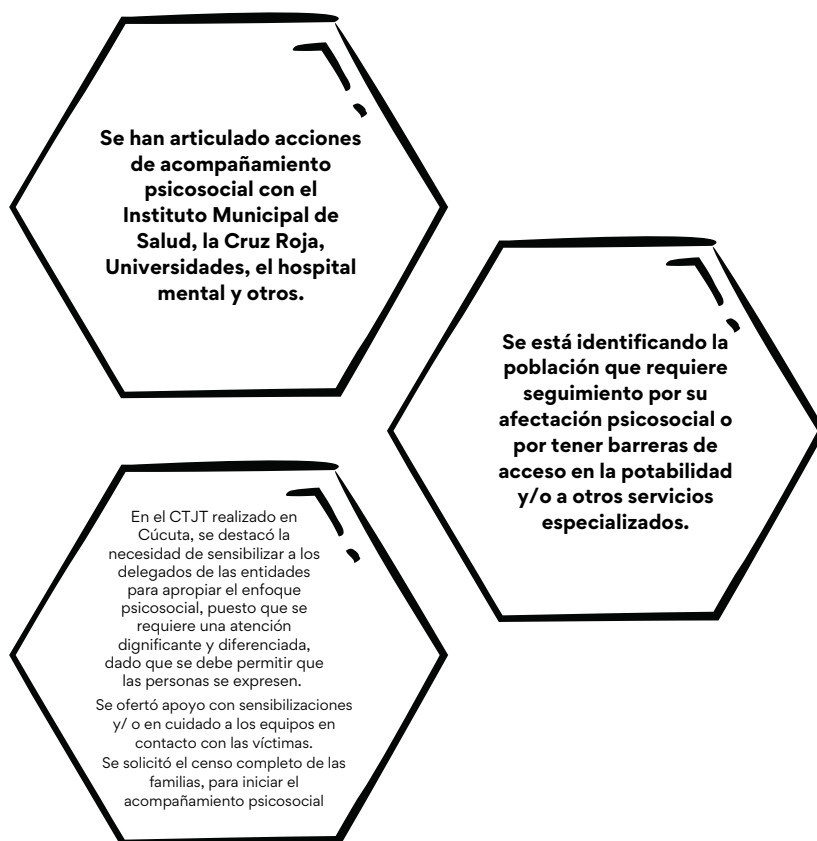 Se han articulado acciones
de acompañamiento
psicosocial con el
Instituto Municipal de
Salud, la Cruz Roja,
Universidades, el hospital
mental y otros.
Se está identificando la
población que requiere
seguimiento por su
afectación psicosocial o
por tener barreras de
acceso en la potabilidad
y/o a otros servicios
especializados.
En el CTJT realizado en
Cúcuta, se destacó la
necesidad de sensibilizar a los
delegados de las entidades
para apropiar el enfoque
psicosocial, puesto que se
requiere una atención
dignificante y diferenciada,
dado que se debe permitir que
las personas se expresen.
Se ofertó apoyo con sensibilizaciones
y/ o en cuidado a los equipos en
contacto con las víctimas.
Se solicitó el censo completo de las
familias, para iniciar el
acompañamiento psicosocial